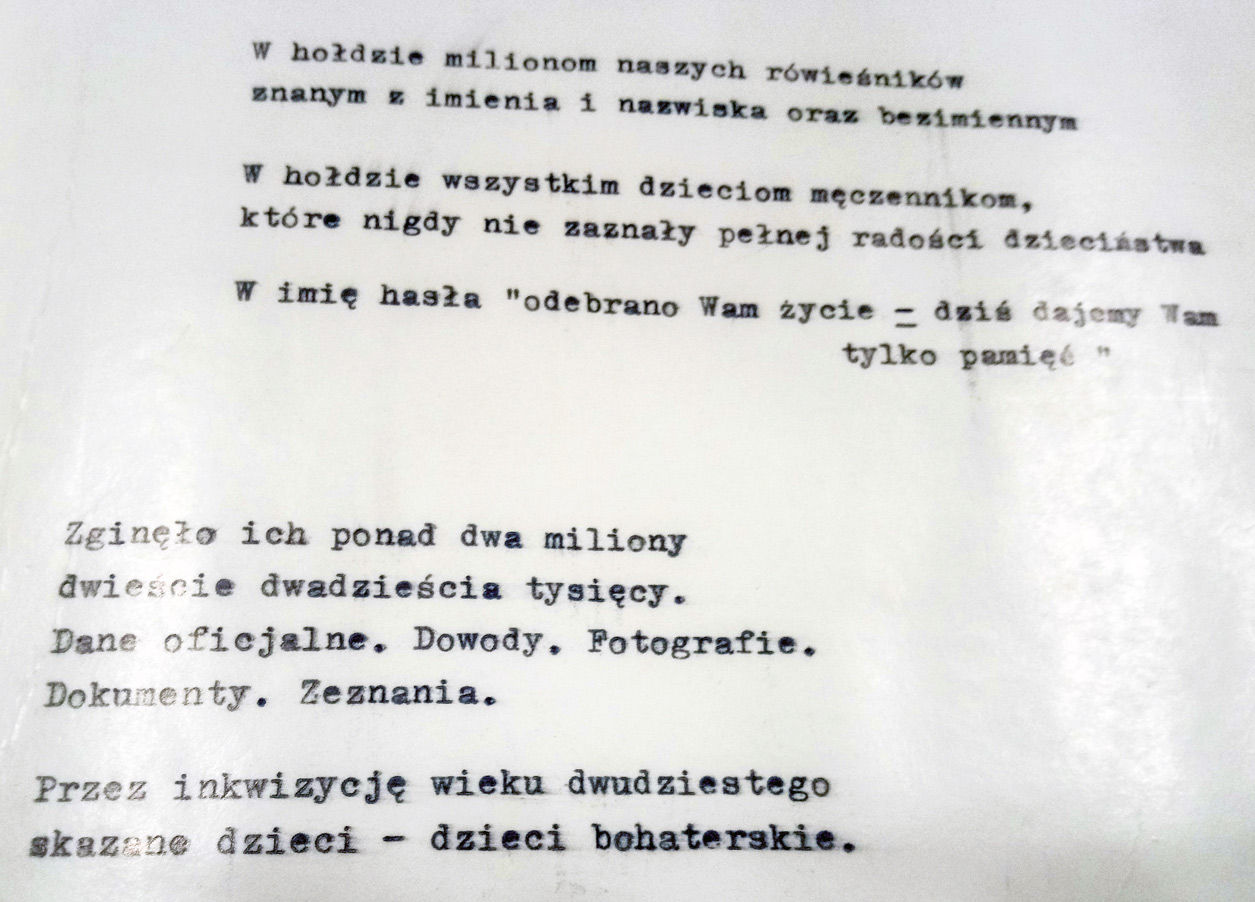 W hołdzie milionom naszych rówieśników
znanym z imienia i nazwiska oraz bezimiennym
W hołdzie wszystkim dzieciom męczennikom,
które nigdy nie zaznały pełnej radości dzieciństwa
W imię hasła "odebrano Wam życie - dziś dajemy Wam
tylko pamięć "
Zginęło ich ponad dwa miliony
dwieście dwadzieścia tysięcy.
Dane oficjalne. Dowody. Fotografie.
Dokumenty. Zeznania.
Przez inkwizycję wieku dwudziestego
skazane dzieci - dzieci bohaterskie.